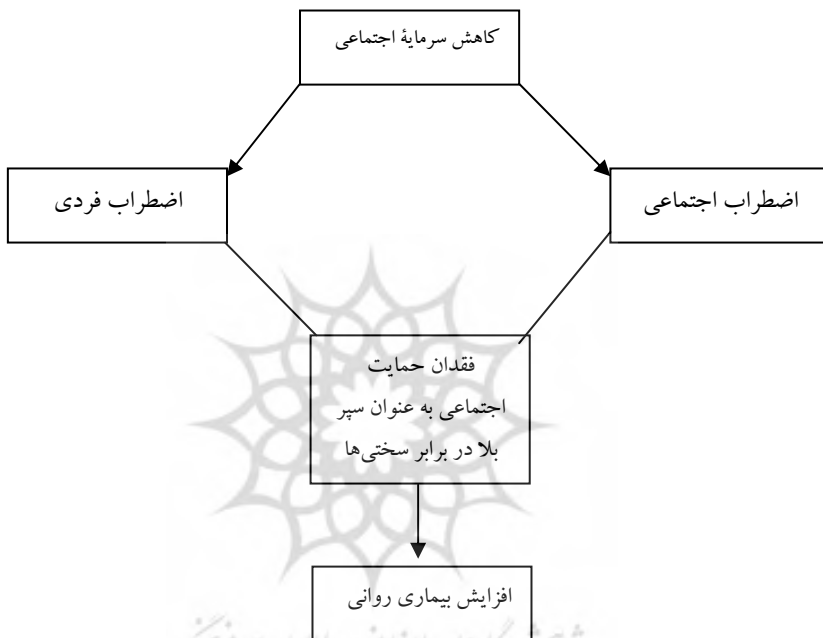 کاهش سرمایۀ اجتماعی
اضطراب اجتماعی
اضطراب فردی
فقدان حمایت
اجتماعی به عنوان سپر
بلا در برابر سختی‌ها
افزایش بیماری روانی